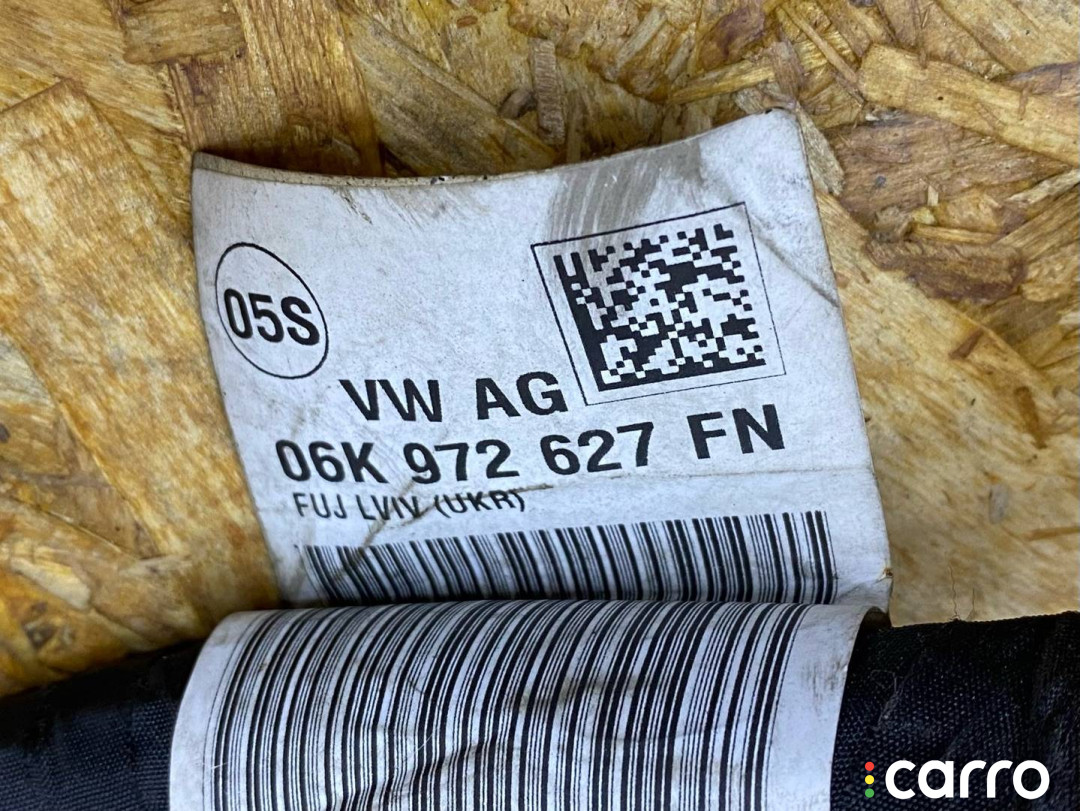 05S
VW AG
06K 972 627 FN
FUJ LVIV (UKR)
carro